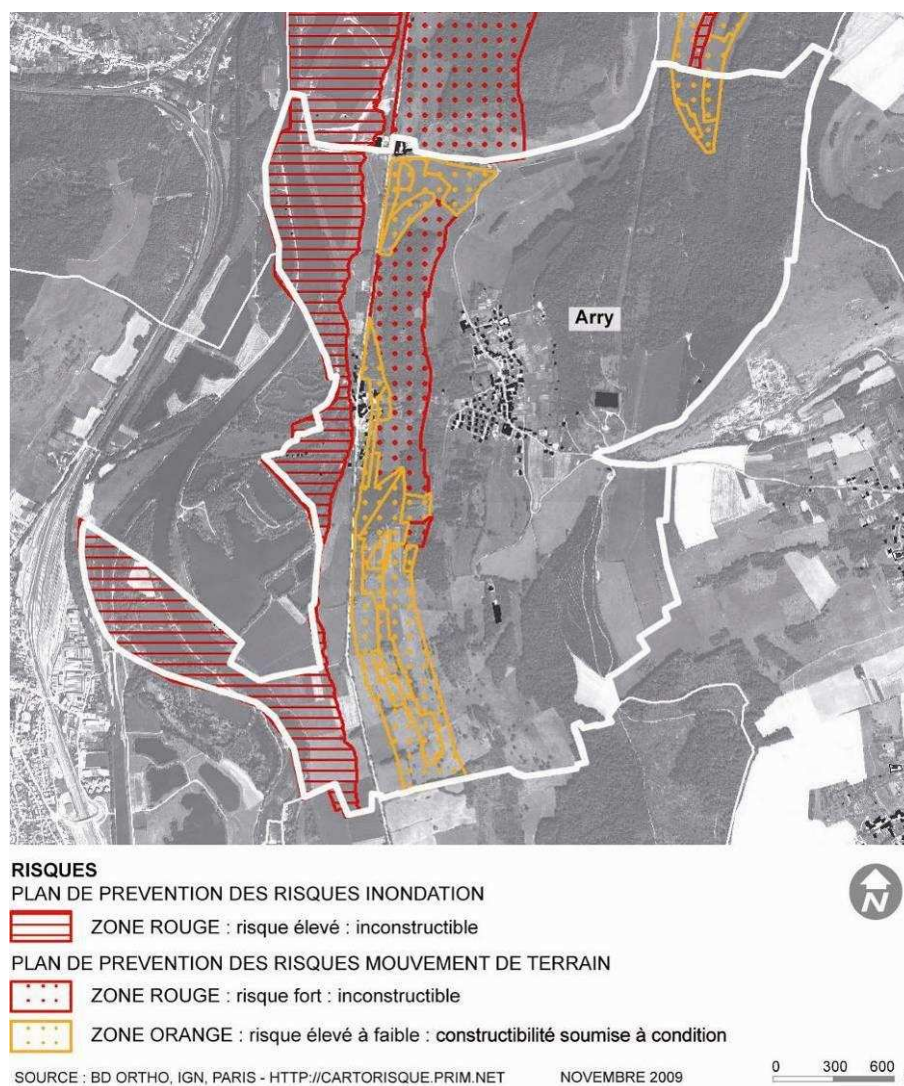 Arry
RISQUES
PLAN DE PREVENTION DES RISQUES INONDATION
ZONE ROUGE : risque élevé : inconstructible
N
PLAN DE PREVENTION DES RISQUES MOUVEMENT DE TERRAIN
ZONE ROUGE : risque fort : inconstructible
ZONE ORANGE : risque élevé à faible : constructibilité soumise à condition
SOURCE : BD ORTHO, IGN, PARIS - HTTP://CARTORISQUE.PRIM.NET NOVEMBRE 2009
0 300 600